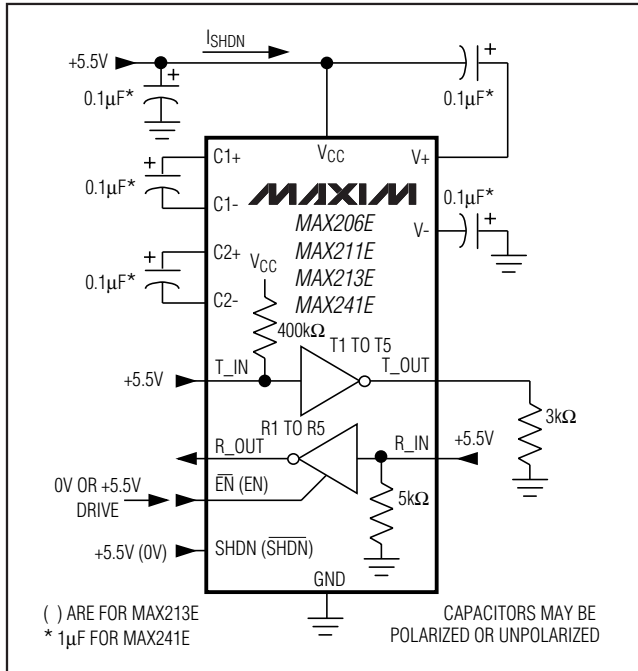 I_SHDN
+5.5V
0.1µF*
0.1µF*
V_CC
V+
C1+
0.1µF*
C1-
MAXIM
0.1µF*
V-
MAX206E
MAX211E
MAX213E
MAX241E
C2+
0.1µF*
C2-
V_CC
400kΩ
T1 TO T5
+5.5V
T_IN
T_OUT
3kΩ
R1 TO R5
R_OUT
R_IN
+5.5V
0V OR +5.5V
DRIVE
E̅N̅ (EN)
5kΩ
+5.5V (0V)
SHDN (S̅H̅D̅N̅)
GND
( ) ARE FOR MAX213E
* 1µF FOR MAX241E
CAPACITORS MAY BE
POLARIZED OR UNPOLARIZED